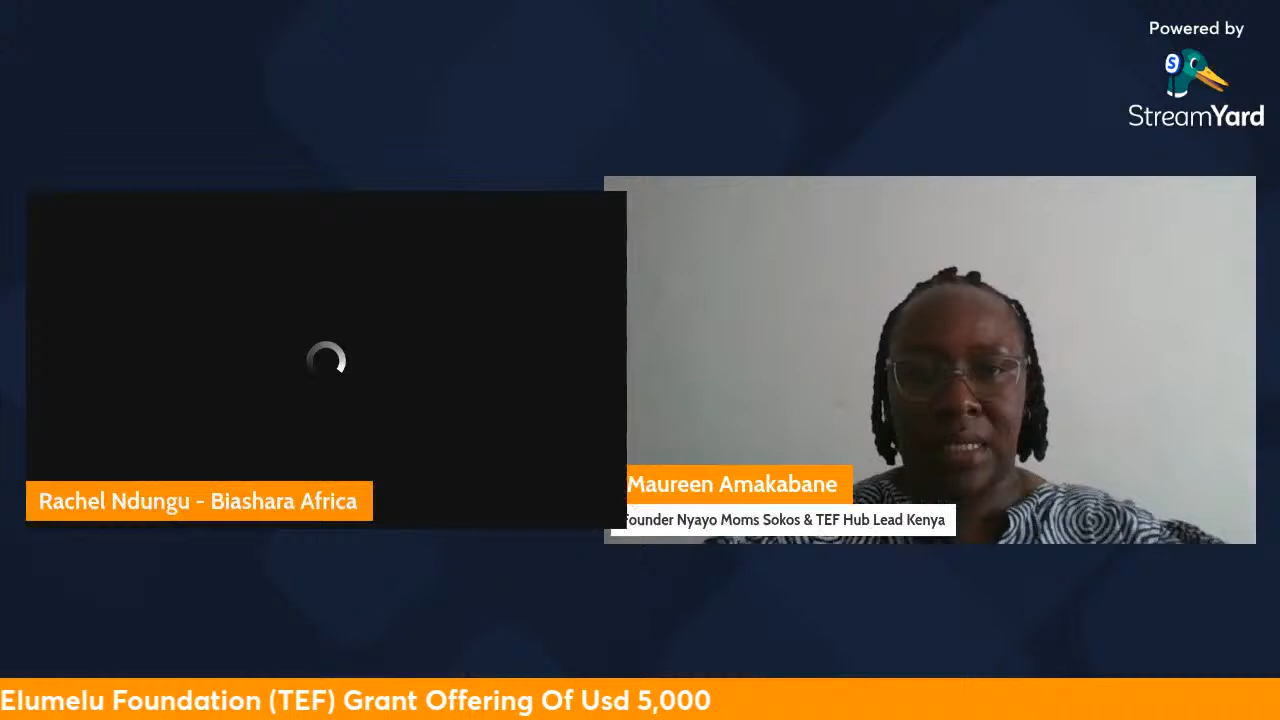 Powered by
StreamYard
Rachel Ndungu - Biashara Africa
Maureen Amakabane
Founder Nyayo Moms Sokos & TEF Hub Lead Kenya
Elumelu Foundation (TEF) Grant Offering Of Usd 5,000